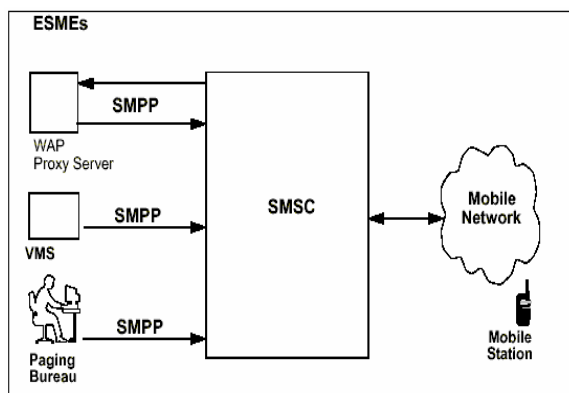 ESMEs
SMPP
WAP
Proxy Server
SMPP
VMS
SMPP
Paging
Bureau
SMSC
Mobile
Network
Mobile
Station